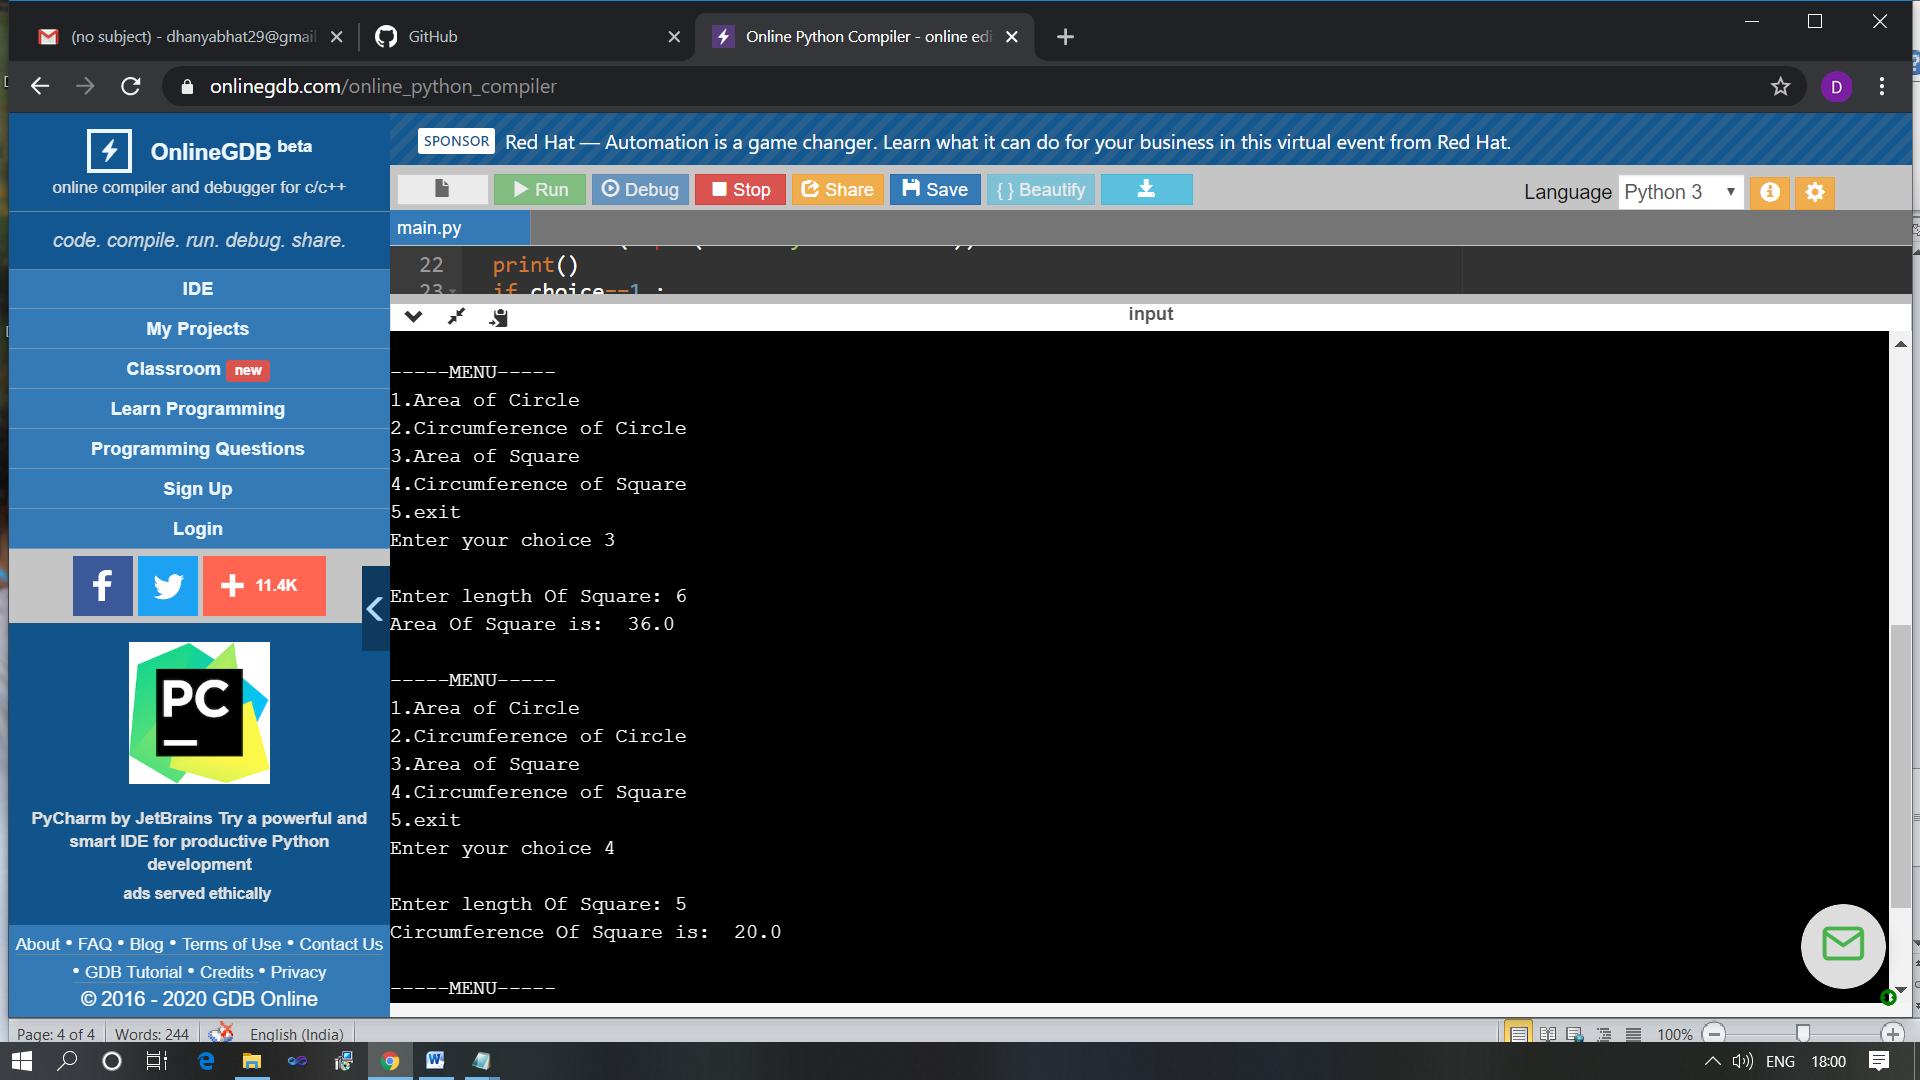 (no subject) - dhanyabhat29@gmail
GitHub
Online Python Compiler - online edi
onlinegdb.com/online_python_compiler
D
OnlineGDB beta
online compiler and debugger for c/c++
code. compile. run. debug. share.
IDE
My Projects
Classroom new
Learn Programming
Programming Questions
Sign Up
Login
11.4K
PC
PyCharm by JetBrains Try a powerful and
smart IDE for productive Python
development
ads served ethically
About • FAQ • Blog • Terms of Use • Contact Us
• GDB Tutorial • Credits • Privacy
© 2016 - 2020 GDB Online
SPONSOR Red Hat — Automation is a game changer. Learn what it can do for your business in this virtual event from Red Hat.
Run Debug Stop Share Save { } Beautify
Language Python 3
main.py
22 print()
23 if choice==1 :
input
-----MENU-----
1.Area of Circle
2.Circumference of Circle
3.Area of Square
4.Circumference of Square
5.exit
Enter your choice 3
Enter length Of Square: 6
Area Of Square is:  36.0
-----MENU-----
1.Area of Circle
2.Circumference of Circle
3.Area of Square
4.Circumference of Square
5.exit
Enter your choice 4
Enter length Of Square: 5
Circumference Of Square is:  20.0
-----MENU-----
Page: 4 of 4 Words: 244 English (India) 100%
ENG 18:00